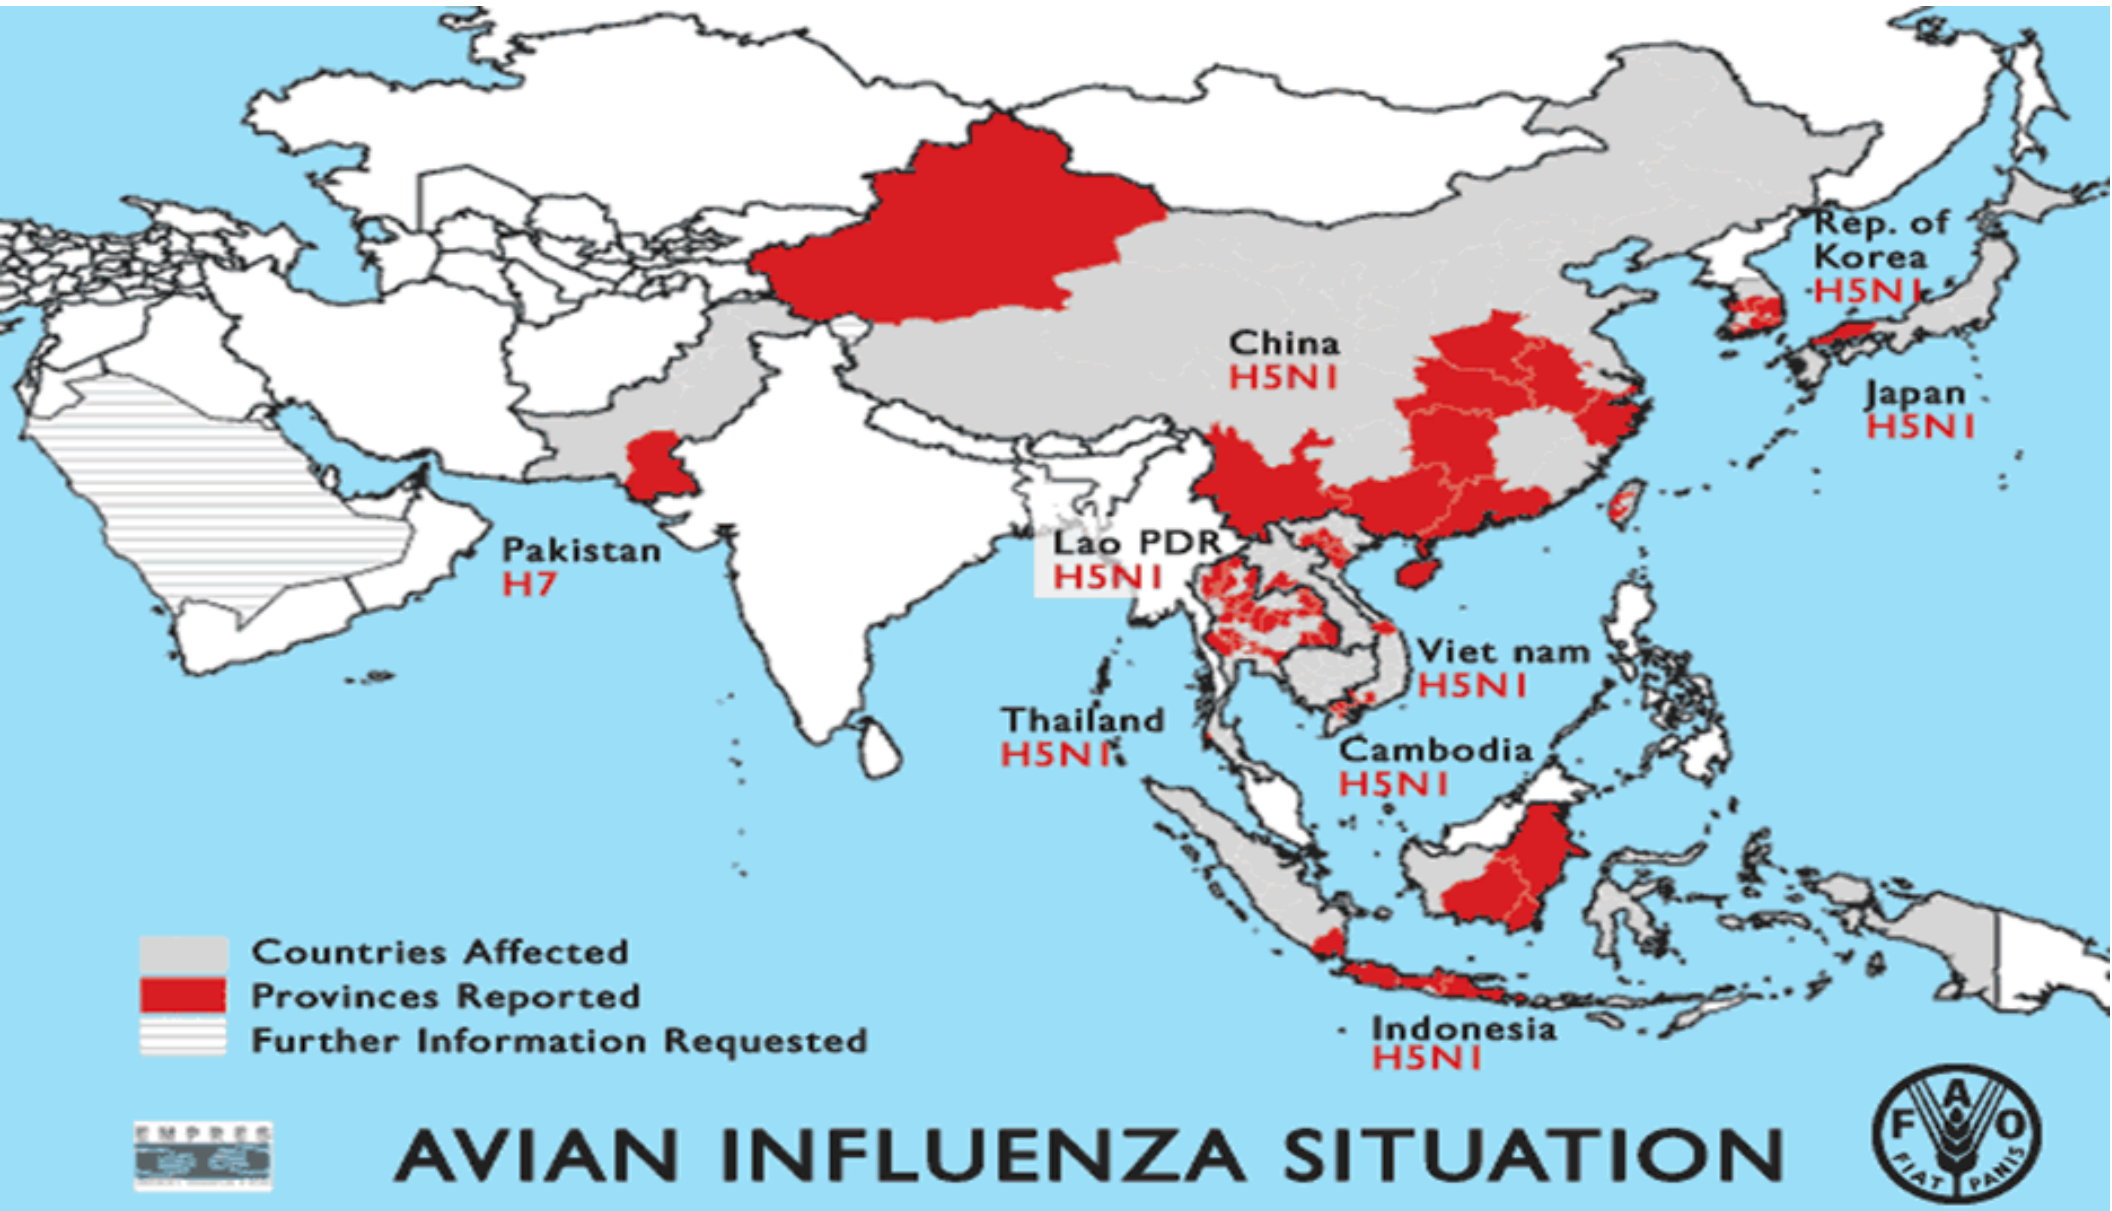 Rep. of
Korea
H5N1
China
H5N1
Japan
H5N1
Pakistan
H7
Lao PDR
H5N1
Viet nam
H5N1
Thailand
H5N1
Cambodia
H5N1
Countries Affected
Provinces Reported
Further Information Requested
Indonesia
H5N1
EMPRES
AVIAN INFLUENZA SITUATION
F A O
FIAT PANIS